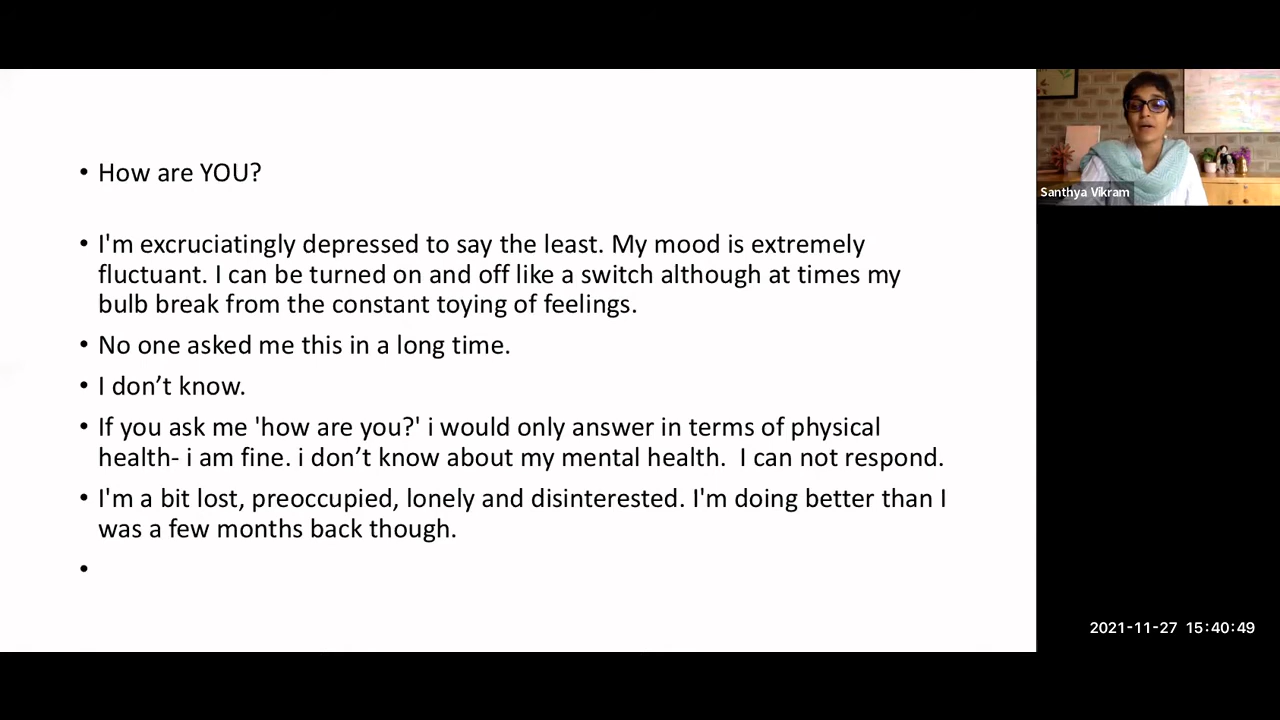 • How are YOU?
• I'm excruciatingly depressed to say the least. My mood is extremely
fluctuant. I can be turned on and off like a switch although at times my
bulb break from the constant toying of feelings.
• No one asked me this in a long time.
• I don’t know.
• If you ask me 'how are you?' i would only answer in terms of physical
health- i am fine. i don’t know about my mental health.  I can not respond.
• I'm a bit lost, preoccupied, lonely and disinterested. I'm doing better than I
was a few months back though.
•
Santhya Vikram
2021-11-27 15:40:49